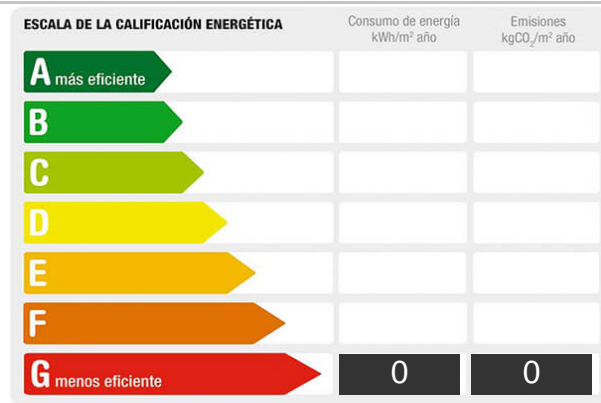 ESCALA DE LA CALIFICACIÓN ENERGÉTICA
Consumo de energía
kWh/m² año
Emisiones
kgCO₂/m² año
A más eficiente
B
C
D
E
F
G menos eficiente
0
0